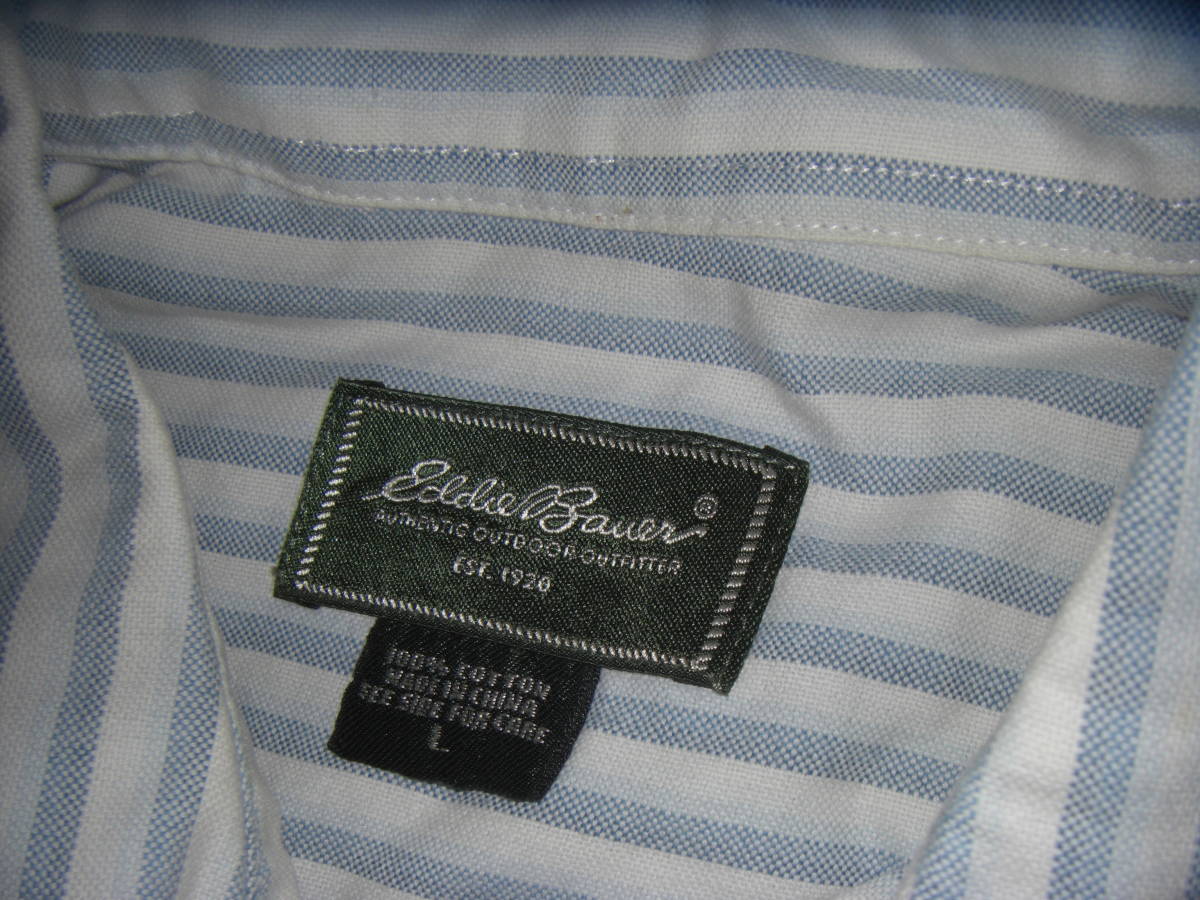 Eddie Bauer ®
AUTHENTIC OUTDOOR OUTFITTER
EST. 1920
100% COTTON
MADE IN CHINA
SEE SIDE FOR CARE
L